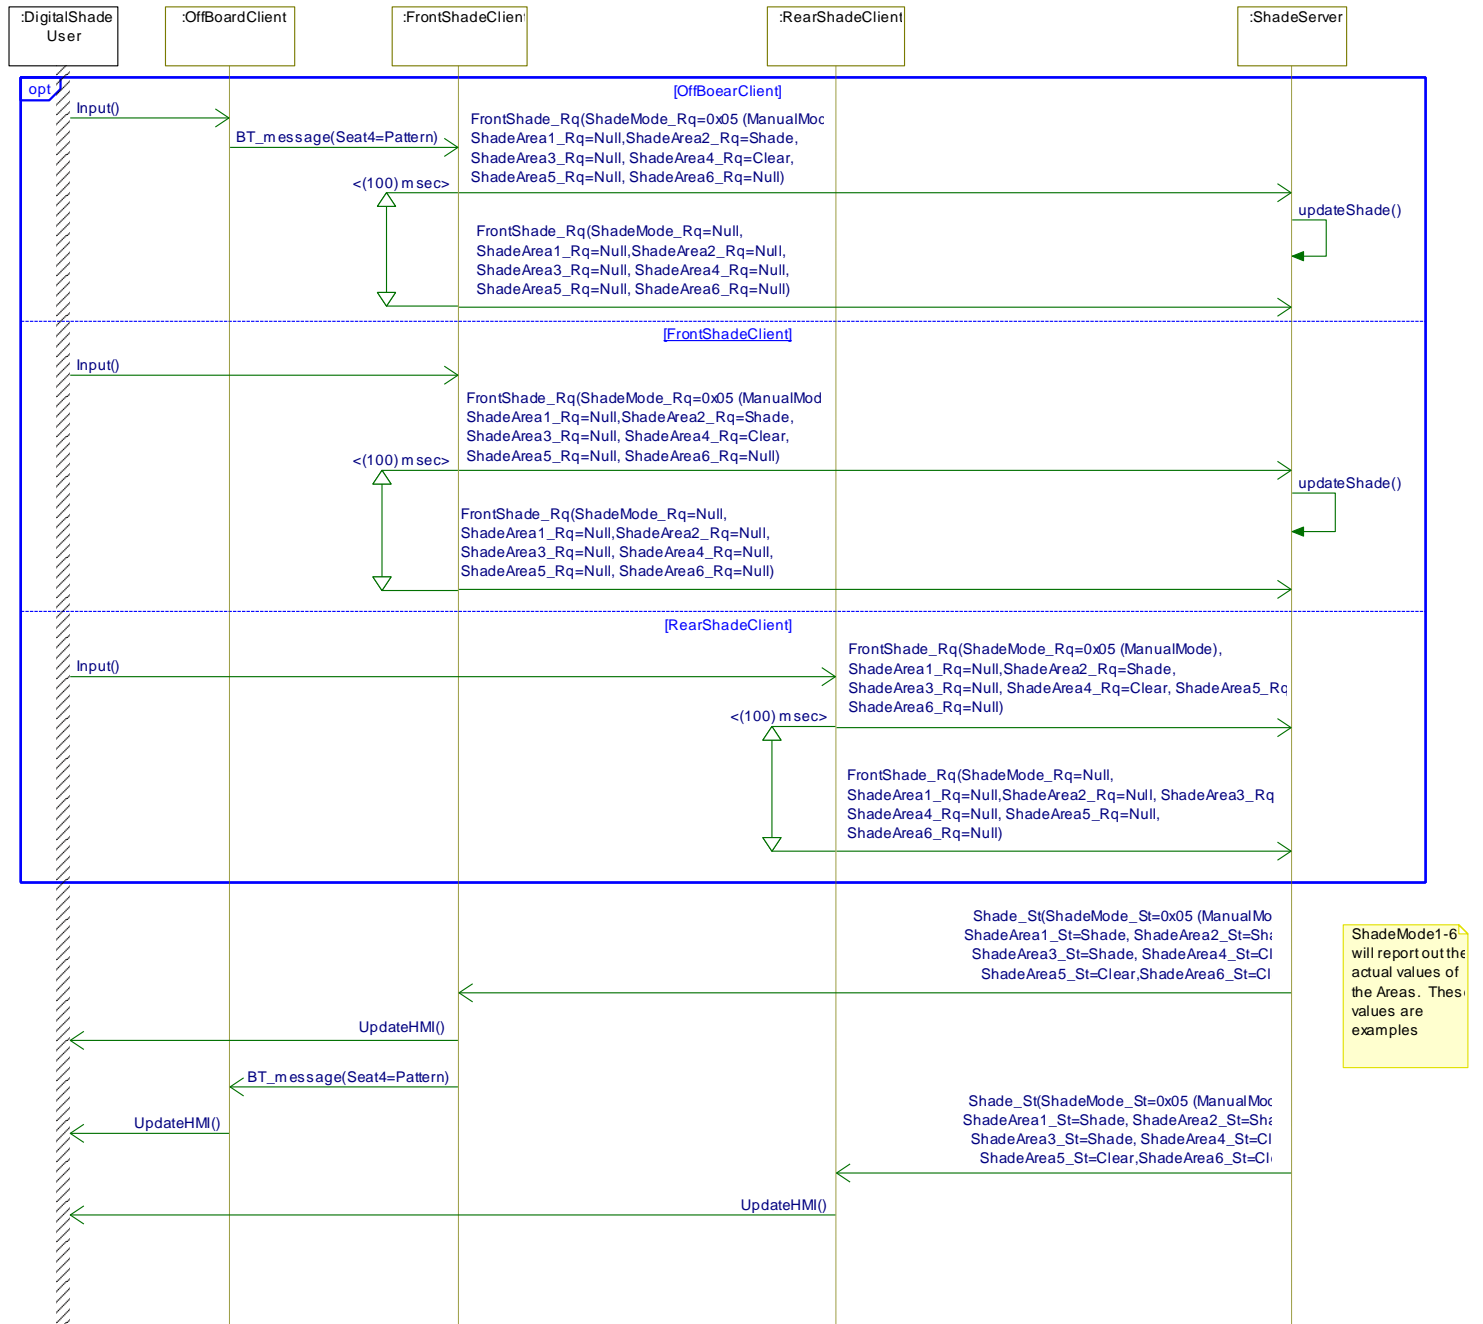 :DigitalShade
User
:OffBoardClient
:FrontShadeClient
:RearShadeClient
:ShadeServer
opt
[OffBoearClient]
Input()
BT_message(Seat4=Pattern)
FrontShade_Rq(ShadeMode_Rq=0x05 (ManualMoc
ShadeArea1_Rq=Null,ShadeArea2_Rq=Shade,
ShadeArea3_Rq=Null, ShadeArea4_Rq=Clear,
ShadeArea5_Rq=Null, ShadeArea6_Rq=Null)
<(100) msec>
updateShade()
FrontShade_Rq(ShadeMode_Rq=Null,
ShadeArea1_Rq=Null,ShadeArea2_Rq=Null,
ShadeArea3_Rq=Null, ShadeArea4_Rq=Null,
ShadeArea5_Rq=Null, ShadeArea6_Rq=Null)
[FrontShadeClient]
Input()
FrontShade_Rq(ShadeMode_Rq=0x05 (ManualMod
ShadeArea1_Rq=Null,ShadeArea2_Rq=Shade,
ShadeArea3_Rq=Null, ShadeArea4_Rq=Clear,
ShadeArea5_Rq=Null, ShadeArea6_Rq=Null)
<(100) msec>
updateShade()
FrontShade_Rq(ShadeMode_Rq=Null,
ShadeArea1_Rq=Null,ShadeArea2_Rq=Null,
ShadeArea3_Rq=Null, ShadeArea4_Rq=Null,
ShadeArea5_Rq=Null, ShadeArea6_Rq=Null)
[RearShadeClient]
Input()
FrontShade_Rq(ShadeMode_Rq=0x05 (ManualMode),
ShadeArea1_Rq=Null,ShadeArea2_Rq=Shade,
ShadeArea3_Rq=Null, ShadeArea4_Rq=Clear, ShadeArea5_Rq
ShadeArea6_Rq=Null)
<(100) msec>
FrontShade_Rq(ShadeMode_Rq=Null,
ShadeArea1_Rq=Null,ShadeArea2_Rq=Null, ShadeArea3_Rq
ShadeArea4_Rq=Null, ShadeArea5_Rq=Null,
ShadeArea6_Rq=Null)
Shade_St(ShadeMode_St=0x05 (ManualMo
ShadeArea1_St=Shade, ShadeArea2_St=Sha
ShadeArea3_St=Shade, ShadeArea4_St=Cl
ShadeArea5_St=Clear,ShadeArea6_St=Cl
ShadeMode1-6
will report out the
actual values of
the Areas. These
values are
examples
UpdateHMI()
BT_message(Seat4=Pattern)
UpdateHMI()
Shade_St(ShadeMode_St=0x05 (ManualMoc
ShadeArea1_St=Shade, ShadeArea2_St=Sha
ShadeArea3_St=Shade, ShadeArea4_St=Cl
ShadeArea5_St=Clear,ShadeArea6_St=Cl
UpdateHMI()